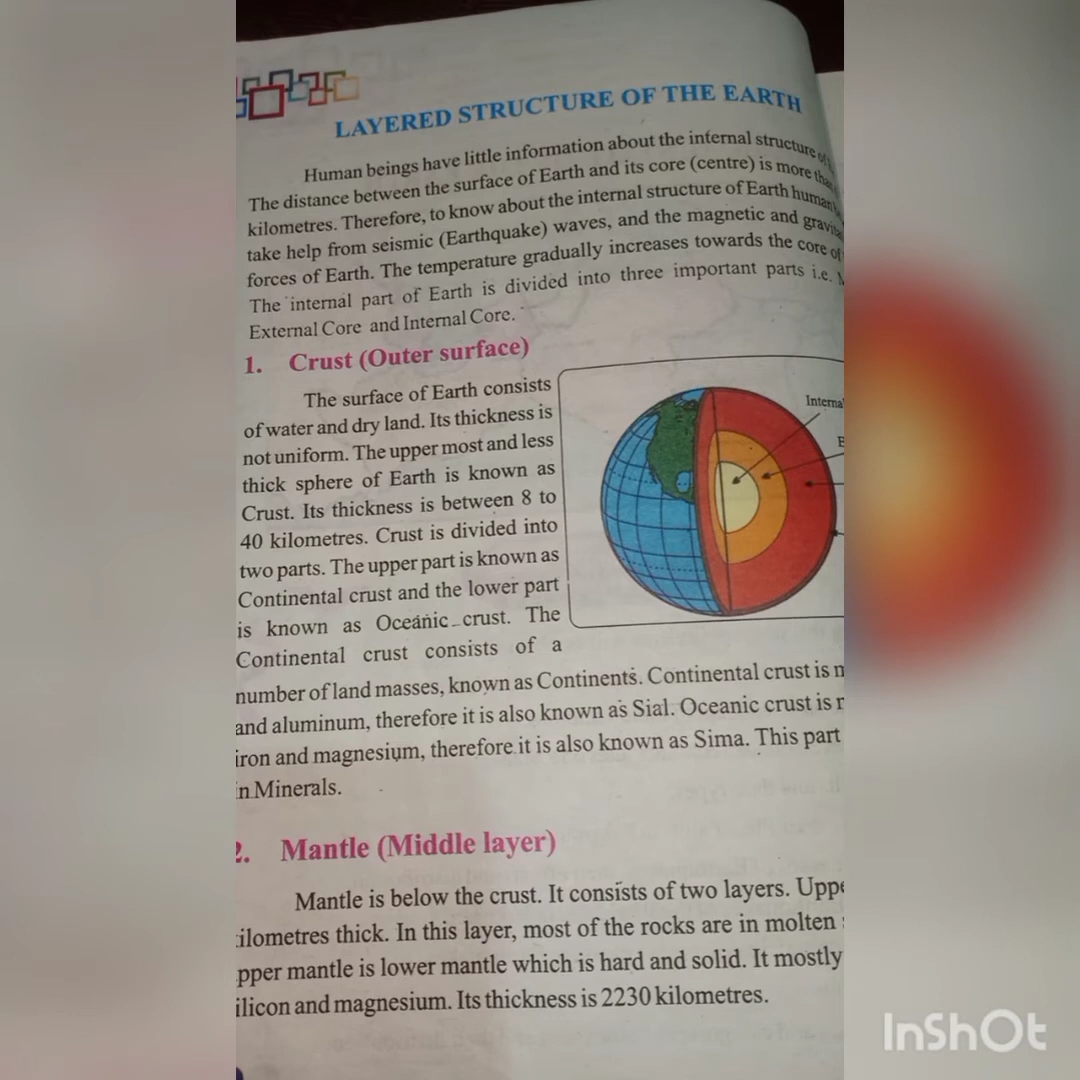 LAYERED STRUCTURE OF THE EARTH
Human beings have little information about the internal structure of
The distance between the surface of Earth and its core (centre) is more than
kilometres. Therefore, to know about the internal structure of Earth human
take help from seismic (Earthquake) waves, and the magnetic and gravita
forces of Earth. The temperature gradually increases towards the core of
The internal part of Earth is divided into three important parts i.e. M
External Core and Internal Core.
1. Crust (Outer surface)
The surface of Earth consists
of water and dry land. Its thickness is
not uniform. The upper most and less
thick sphere of Earth is known as
Crust. Its thickness is between 8 to
40 kilometres. Crust is divided into
two parts. The upper part is known as
Continental crust and the lower part
is known as Oceanic crust. The
Continental crust consists of a
Interna
E
number of land masses, known as Continents. Continental crust is m
and aluminum, therefore it is also known as Sial. Oceanic crust is r
iron and magnesium, therefore it is also known as Sima. This part
in Minerals.
2. Mantle (Middle layer)
Mantle is below the crust. It consists of two layers. Uppe
ilometres thick. In this layer, most of the rocks are in molten
pper mantle is lower mantle which is hard and solid. It mostly
ilicon and magnesium. Its thickness is 2230 kilometres.
InShOt